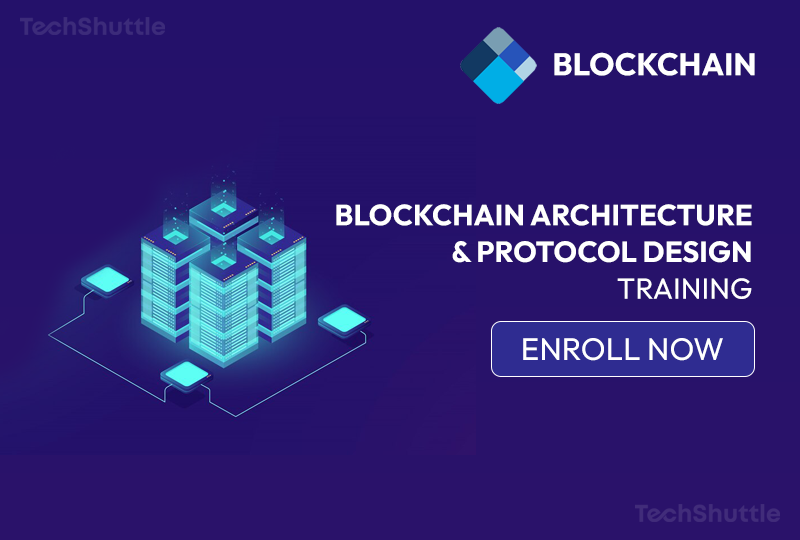 TechShuttle
BLOCKCHAIN
BLOCKCHAIN ARCHITECTURE
& PROTOCOL DESIGN
TRAINING
ENROLL NOW
TechShuttle